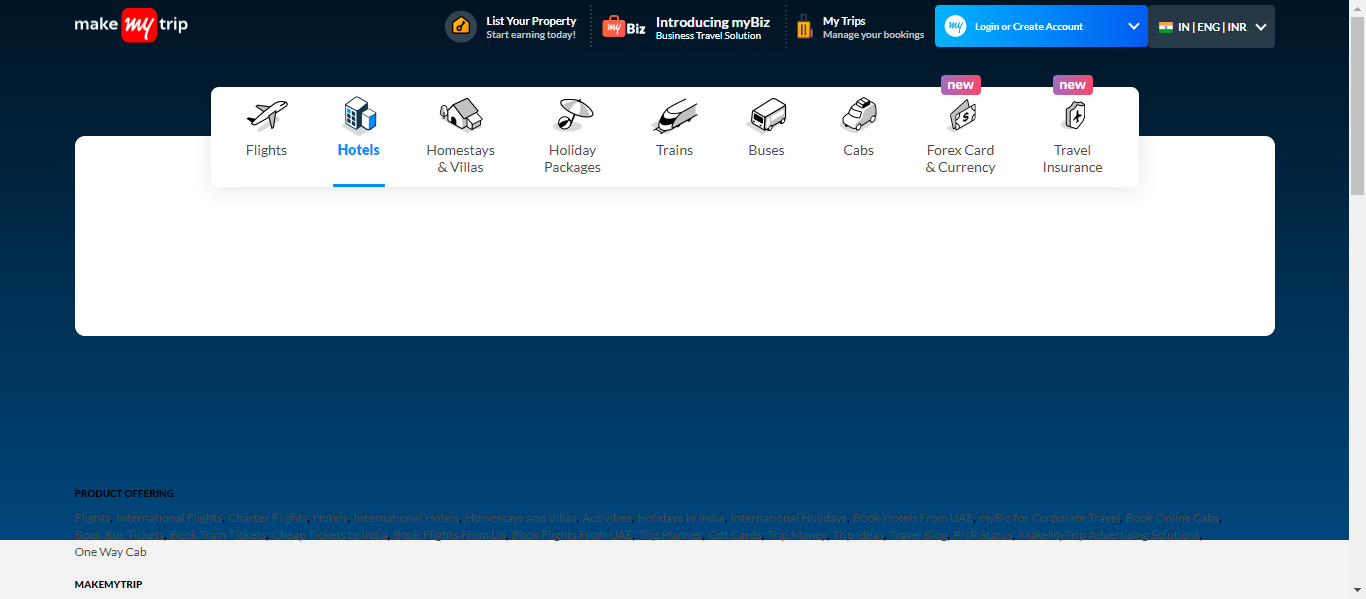 make my trip
List Your Property
Start earning today!
my Biz
Introducing myBiz
Business Travel Solution
My Trips
Manage your bookings
my
Login or Create Account
IN | ENG | INR
new
new
Flights
Hotels
Homestays
& Villas
Holiday
Packages
Trains
Buses
Cabs
Forex Card
& Currency
Travel
Insurance
PRODUCT OFFERING
Flights, International Flights, Charter Flights, Hotels, International Hotels, Homestays and Villas, Activities, Holidays In India, International Holidays, Book Hotels From UAE, myBiz for Corporate Travel, Book Online Cabs,
Book Bus Tickets, Book Train Tickets, Cheap Tickets to India, Book Flights From US, Book Flights From UAE, Trip Planner, Gift Cards, Trip Money, Trip Ideas, Travel Blog, PNR Status, MakeMyTrip Advertising Solutions,
One Way Cab
MAKEMYTRIP